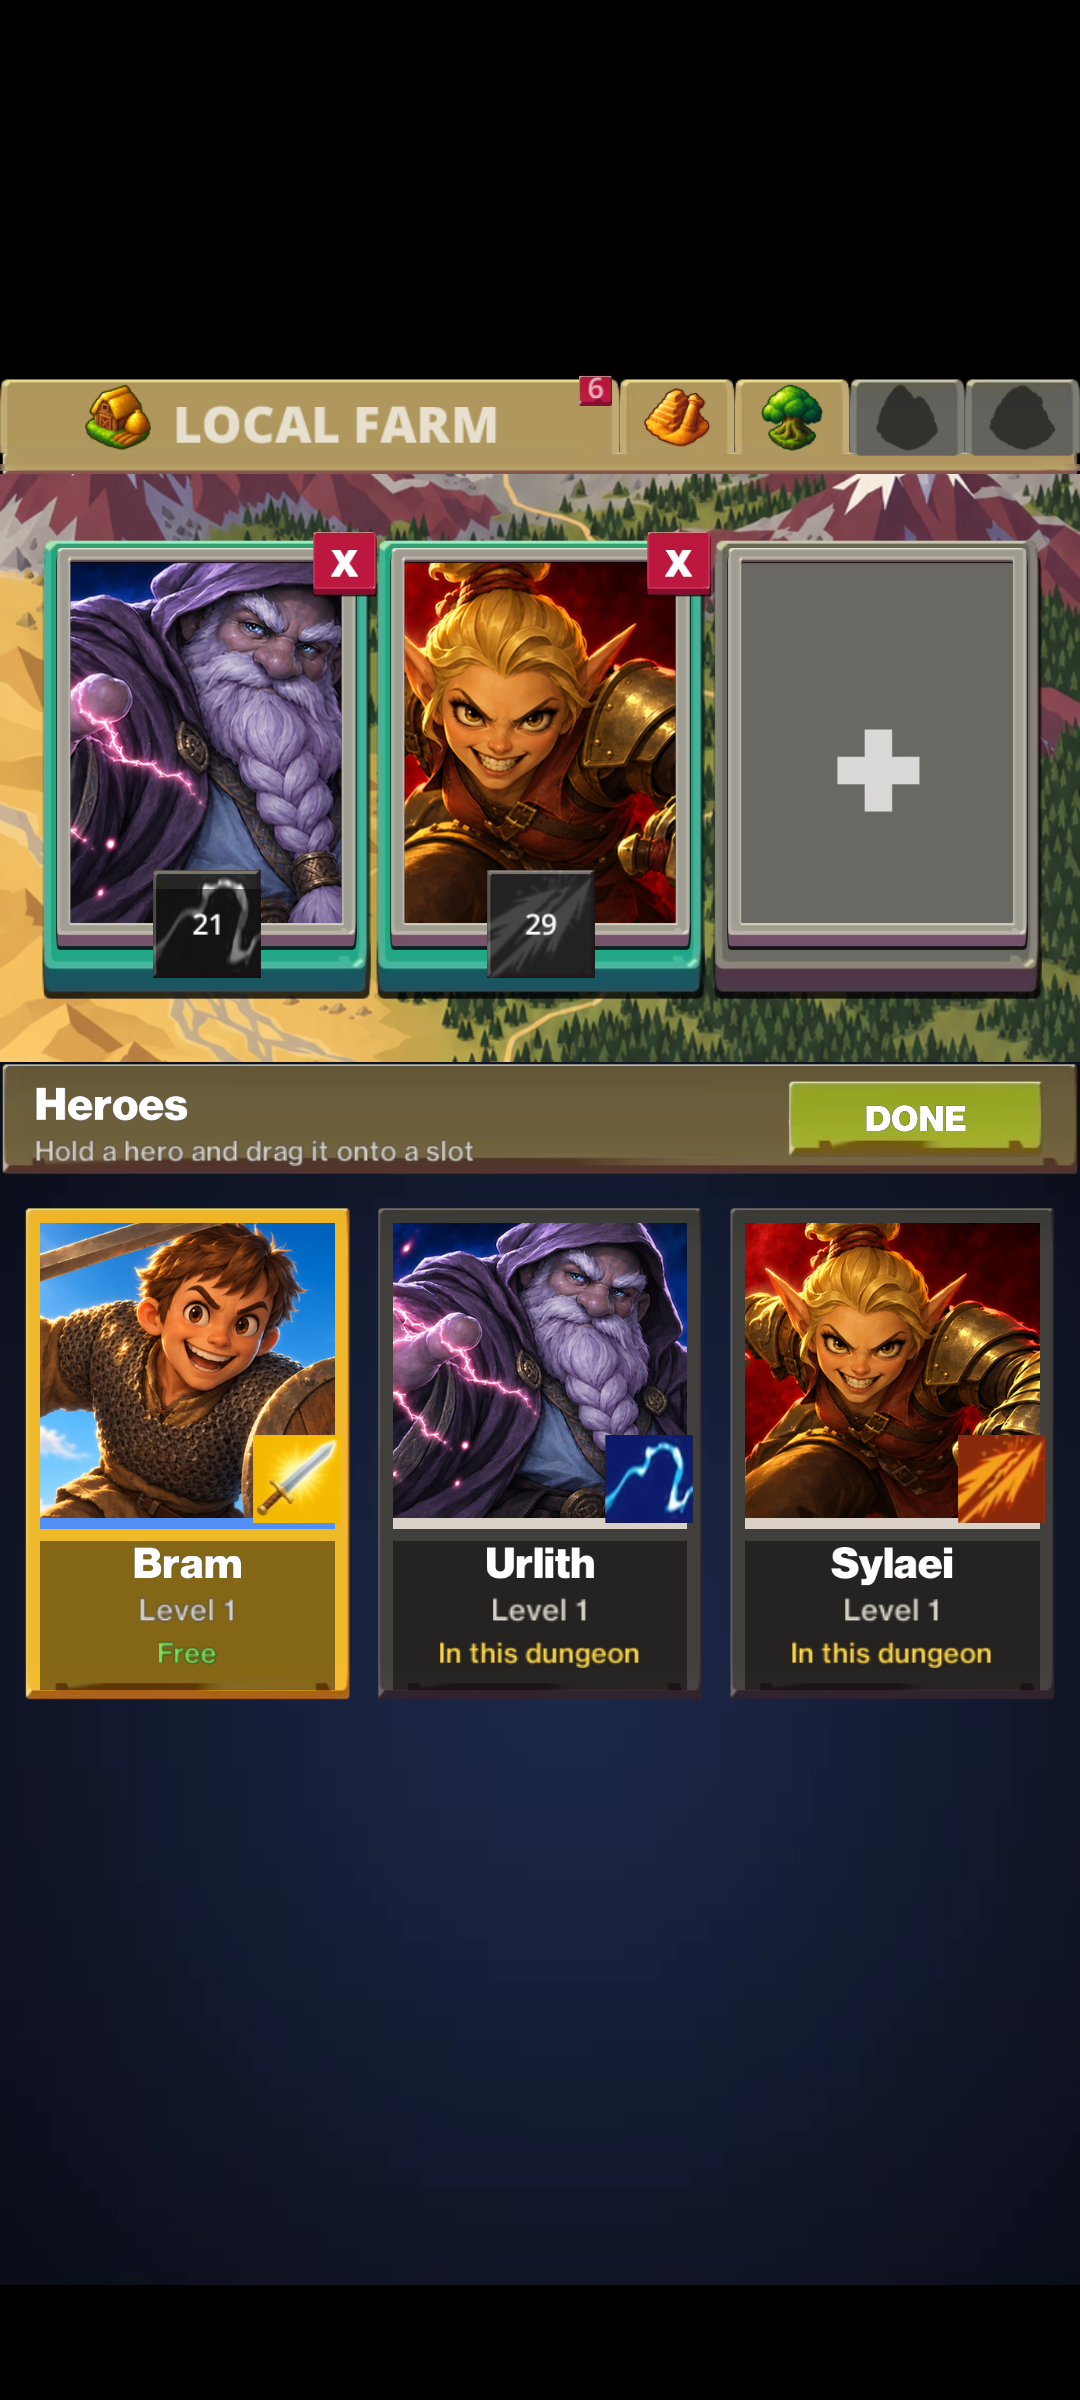 6
LOCAL FARM
X
X
21
29
Heroes
Hold a hero and drag it onto a slot
DONE
Bram
Level 1
Free
Urlith
Level 1
In this dungeon
Sylaei
Level 1
In this dungeon